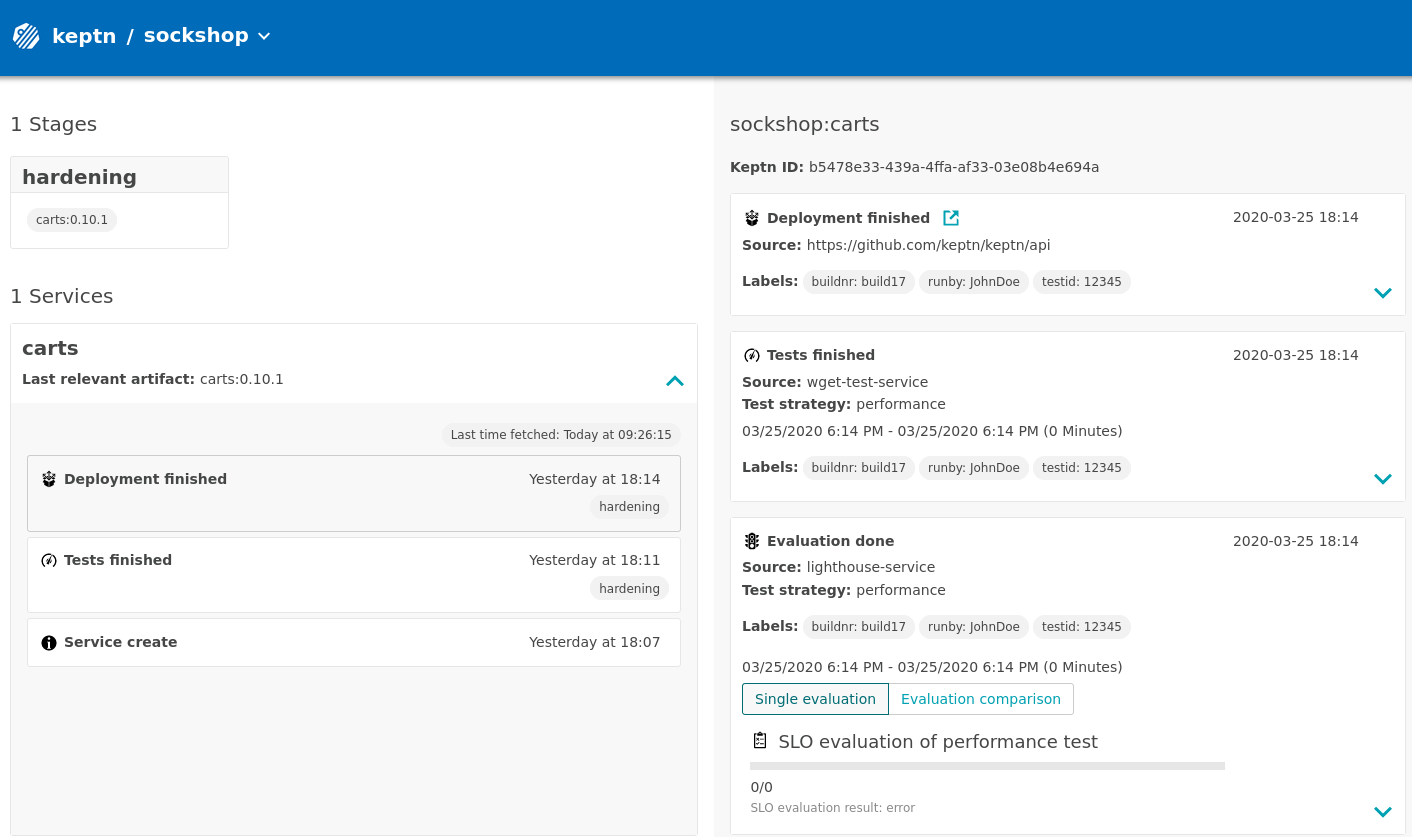 keptn / sockshop
1 Stages
hardening
carts:0.10.1
1 Services
carts
Last relevant artifact: carts:0.10.1
Last time fetched: Today at 09:26:15
Deployment finished Yesterday at 18:14
hardening
Tests finished Yesterday at 18:11
hardening
Service create Yesterday at 18:07
sockshop:carts
Keptn ID: b5478e33-439a-4ffa-af33-03e08b4e694a
Deployment finished 2020-03-25 18:14
Source: https://github.com/keptn/keptn/api
Labels: buildnr: build17 runby: JohnDoe testid: 12345
Tests finished 2020-03-25 18:14
Source: wget-test-service
Test strategy: performance
03/25/2020 6:14 PM - 03/25/2020 6:14 PM (0 Minutes)
Labels: buildnr: build17 runby: JohnDoe testid: 12345
Evaluation done 2020-03-25 18:14
Source: lighthouse-service
Test strategy: performance
Labels: buildnr: build17 runby: JohnDoe testid: 12345
03/25/2020 6:14 PM - 03/25/2020 6:14 PM (0 Minutes)
Single evaluation Evaluation comparison
SLO evaluation of performance test
0/0
SLO evaluation result: error